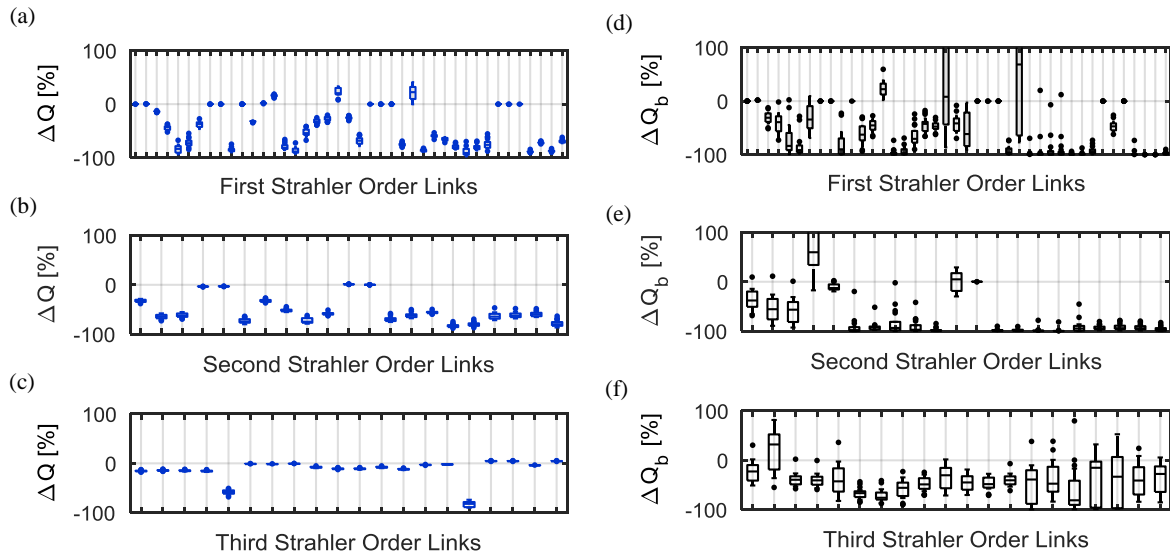 (a)
ΔQ [%]
100
0
-100
First Strahler Order Links
(b)
ΔQ [%]
100
0
-100
Second Strahler Order Links
(c)
ΔQ [%]
100
0
-100
Third Strahler Order Links
(d)
ΔQb [%]
100
0
-100
First Strahler Order Links
(e)
ΔQb [%]
100
0
-100
Second Strahler Order Links
(f)
ΔQb [%]
100
0
-100
Third Strahler Order Links